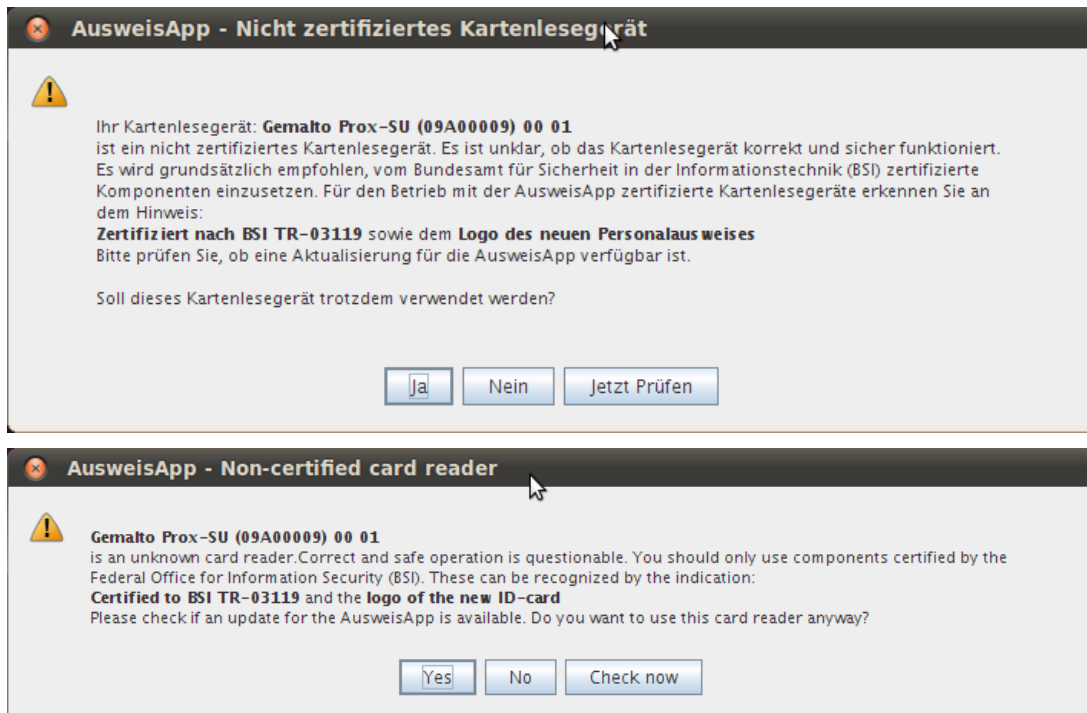 AusweisApp - Nicht zertifiziertes Kartenlesegerät
Ihr Kartenlesegerät: Gemalto Prox-SU (09A00009) 00 01
ist ein nicht zertifiziertes Kartenlesegerät. Es ist unklar, ob das Kartenlesegerät korrekt und sicher funktioniert.
Es wird grundsätzlich empfohlen, vom Bundesamt für Sicherheit in der Informationstechnik (BSI) zertifizierte
Komponenten einzusetzen. Für den Betrieb mit der AusweisApp zertifizierte Kartenlesegeräte erkennen Sie an
dem Hinweis:
Zertifiziert nach BSI TR-03119 sowie dem Logo des neuen Personalausweises
Bitte prüfen Sie, ob eine Aktualisierung für die AusweisApp verfügbar ist.
Soll dieses Kartenlesegerät trotzdem verwendet werden?
Ja Nein Jetzt Prüfen
AusweisApp - Non-certified card reader
Gemalto Prox-SU (09A00009) 00 01
is an unknown card reader.Correct and safe operation is questionable. You should only use components certified by the
Federal Office for Information Security (BSI). These can be recognized by the indication:
Certified to BSI TR-03119 and the logo of the new ID-card
Please check if an update for the AusweisApp is available. Do you want to use this card reader anyway?
Yes No Check now